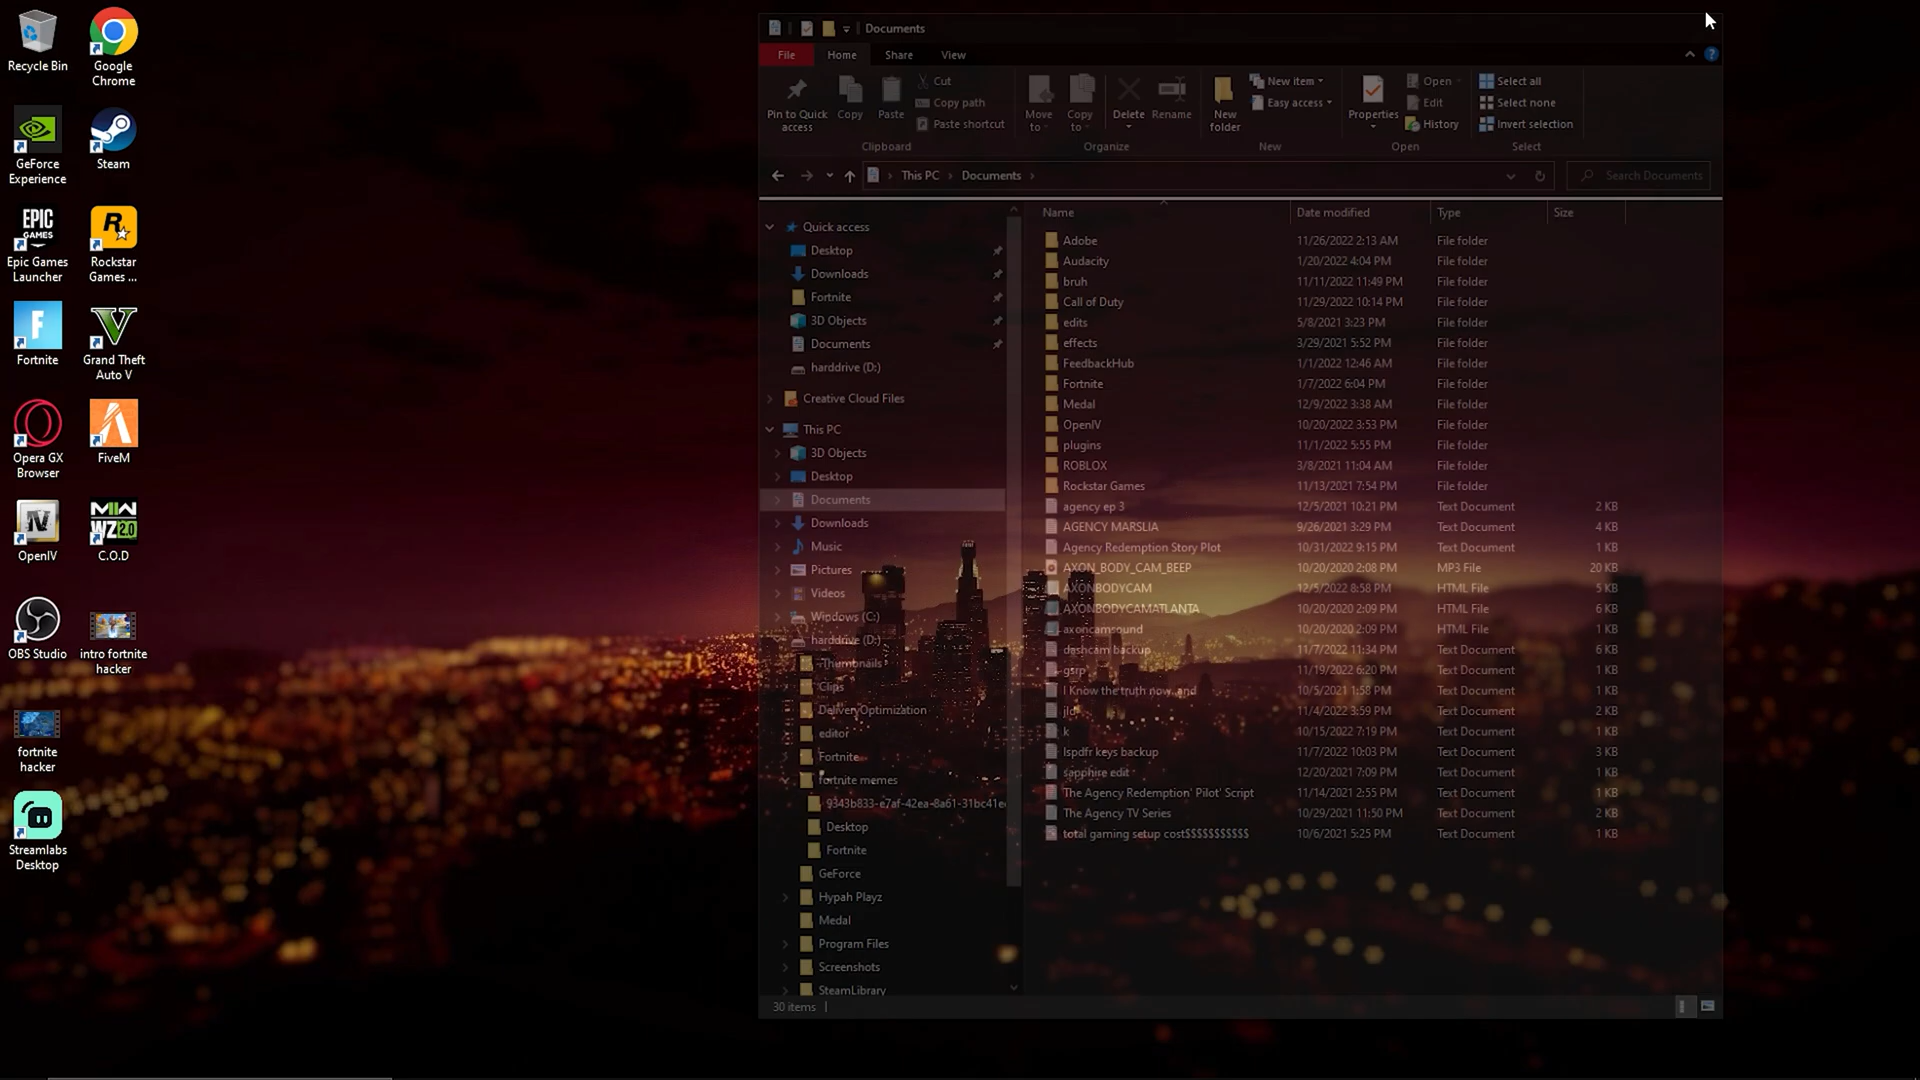 Recycle Bin
Google
Chrome
GeForce
Experience
Steam
EPIC
GAMES
Epic Games
Launcher
Rockstar
Games ...
Fortnite
Grand Theft
Auto V
Opera GX
Browser
FiveM
OpenIV
MW
WZ 2.0
C.O.D
OBS Studio
intro fortnite
hacker
fortnite
hacker
Streamlabs
Desktop
Documents
File Home Share View
Pin to Quick
access
Copy
Paste
Cut
Copy path
Paste shortcut
Clipboard
Move
to
Copy
to
Delete
Rename
Organize
New
folder
New item
Easy access
New
Properties
Open
Edit
History
Open
Select all
Select none
Invert selection
Select
This PC > Documents >
Search Documents
Quick access
Desktop
Downloads
Fortnite
3D Objects
Documents
harddrive (D:)
Creative Cloud Files
This PC
3D Objects
Desktop
Documents
Downloads
Music
Pictures
Videos
Windows (C:)
harddrive (D:)
Thumbnails
Clips
DeliveryOptimization
editor
Fortnite
fortnite memes
9343b833-e7af-42ea-8a61-31bc41e
Desktop
Fortnite
GeForce
Hypah Playz
Medal
Program Files
Screenshots
SteamLibrary
Name Date modified Type Size
Adobe 11/26/2022 2:13 AM File folder
Audacity 1/20/2022 4:04 PM File folder
bruh 11/11/2022 11:49 PM File folder
Call of Duty 11/29/2022 10:14 PM File folder
edits 5/8/2021 3:23 PM File folder
effects 3/29/2021 5:52 PM File folder
FeedbackHub 1/1/2022 12:46 AM File folder
Fortnite 1/7/2022 6:04 PM File folder
Medal 12/9/2022 3:38 AM File folder
OpenIV 10/20/2022 3:53 PM File folder
plugins 11/1/2022 5:55 PM File folder
ROBLOX 3/8/2021 11:04 AM File folder
Rockstar Games 11/13/2021 7:54 PM File folder
agency ep 3 12/5/2021 10:21 PM Text Document 2 KB
AGENCY MARSLIA 9/26/2021 3:29 PM Text Document 4 KB
Agency Redemption Story Plot 10/31/2022 9:15 PM Text Document 1 KB
AXON_BODY_CAM_BEEP 10/20/2020 2:08 PM MP3 File 20 KB
AXONBODYCAM 12/5/2022 8:58 PM HTML File 5 KB
AXONBODYCAMATLANTA 10/20/2020 2:09 PM HTML File 6 KB
axoncamsound 10/20/2020 2:09 PM HTML File 1 KB
dashcam backup 11/7/2022 11:34 PM Text Document 6 KB
gsrp 11/19/2022 6:20 PM Text Document 1 KB
I Know the truth now, and 10/5/2021 1:58 PM Text Document 1 KB
11/4/2022 3:59 PM Text Document 2 KB
k 10/15/2022 7:19 PM Text Document 1 KB
lspdfr keys backup 11/7/2022 10:03 PM Text Document 3 KB
sapphire edit 12/20/2021 7:09 PM Text Document 1 KB
The Agency Redemption' Pilot' Script 11/14/2021 2:55 PM Text Document 1 KB
The Agency TV Series 10/29/2021 11:50 PM Text Document 2 KB
total gaming setup cost$$$$$$$$$$$ 10/6/2021 5:25 PM Text Document 1 KB
30 items